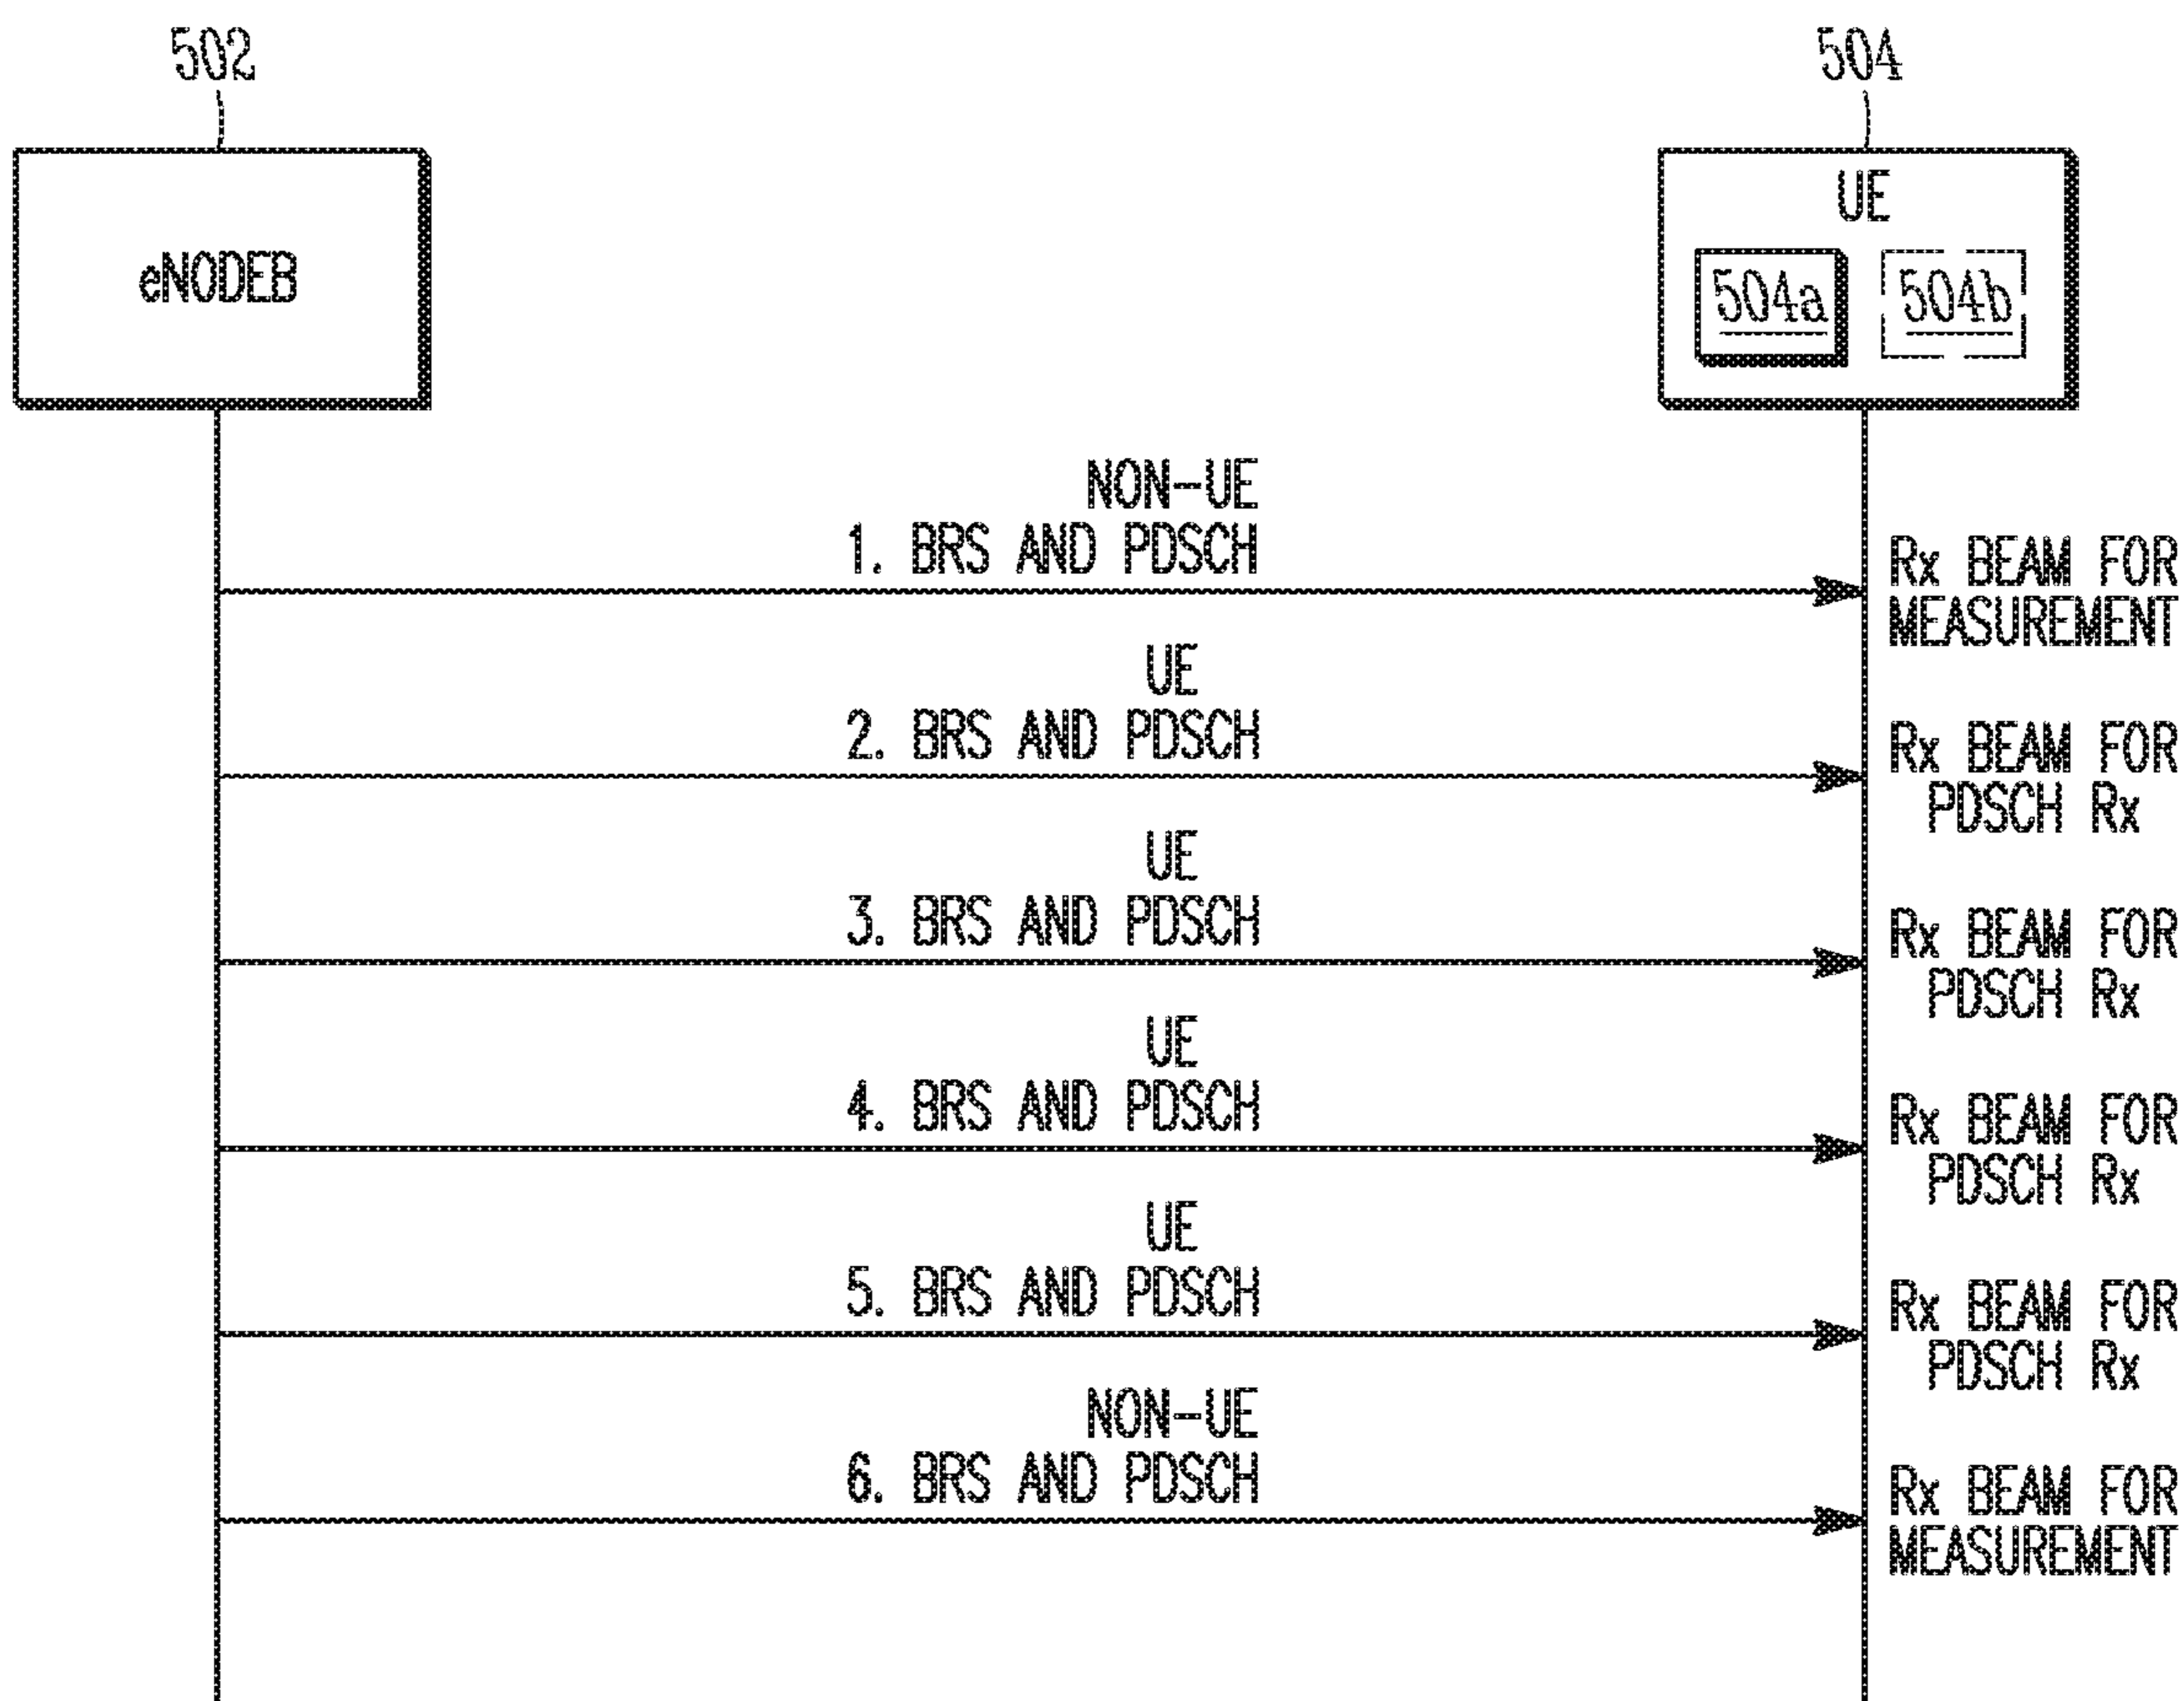 502
504
eNODEB
UE
504a
504b
NON-UE
1. BRS AND PDSCH
Rx BEAM FOR
MEASUREMENT
UE
2. BRS AND PDSCH
Rx BEAM FOR
PDSCH Rx
UE
3. BRS AND PDSCH
Rx BEAM FOR
PDSCH Rx
UE
4. BRS AND PDSCH
Rx BEAM FOR
PDSCH Rx
UE
5. BRS AND PDSCH
Rx BEAM FOR
PDSCH Rx
NON-UE
6. BRS AND PDSCH
Rx BEAM FOR
MEASUREMENT